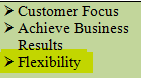 ➢ Customer Focus
➢ Achieve Business
Results
➢ Flexibility